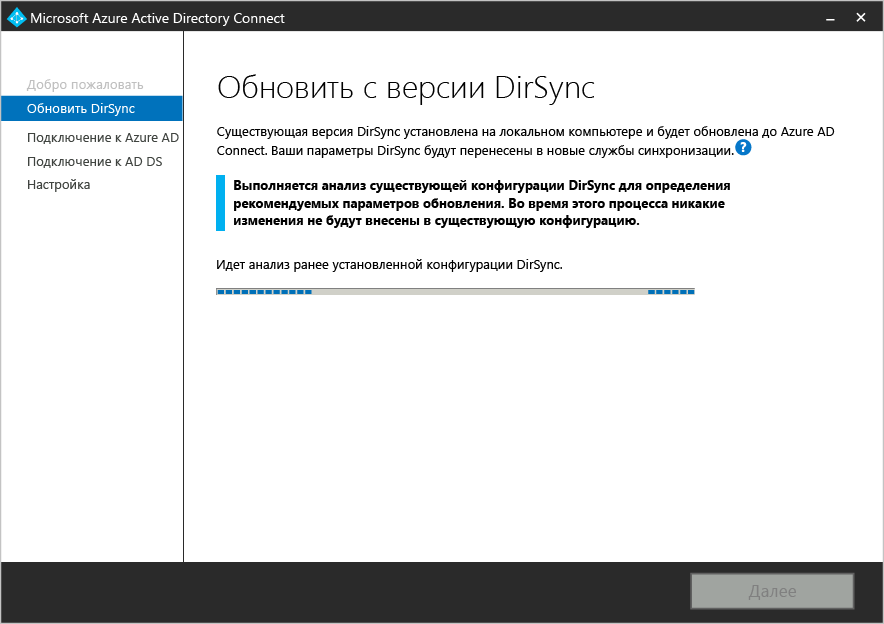 Microsoft Azure Active Directory Connect
Добро пожаловать
Обновить DirSync
Подключение к Azure AD
Подключение к AD DS
Настройка
Обновить с версии DirSync
Существующая версия DirSync установлена на локальном компьютере и будет обновлена до Azure AD
Connect. Ваши параметры DirSync будут перенесены в новые службы синхронизации.
?
Выполняется анализ существующей конфигурации DirSync для определения
рекомендуемых параметров обновления. Во время этого процесса никакие
изменения не будут внесены в существующую конфигурацию.
Идет анализ ранее установленной конфигурации DirSync.
Далее